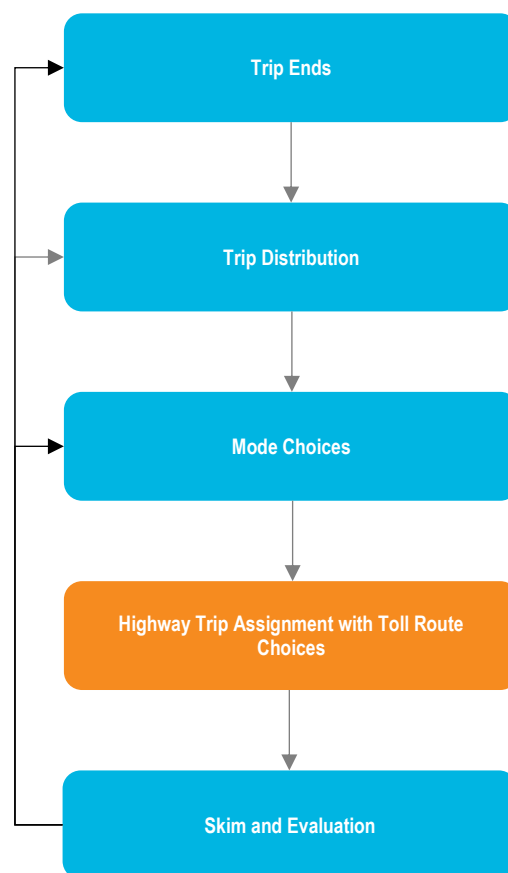 Trip Ends
Trip Distribution
Mode Choices
Highway Trip Assignment with Toll Route
Choices
Skim and Evaluation